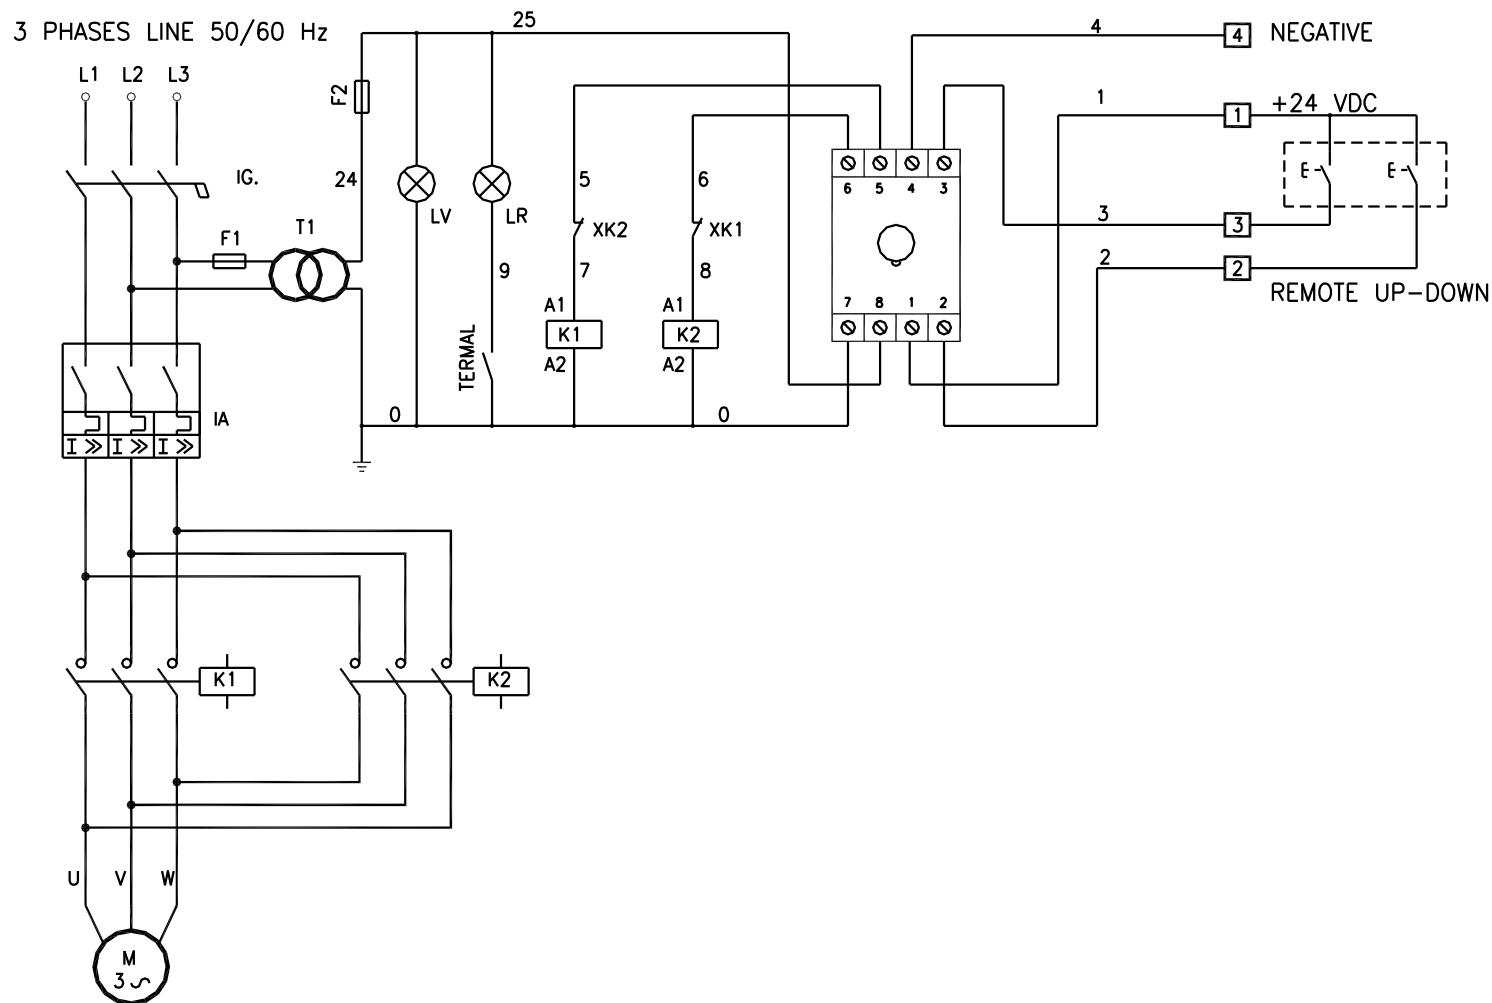 3 PHASES LINE 50/60 Hz
L1 L2 L3
25
4
4 NEGATIVE
F2
1
1 +24 VDC
IG.
24
LV
LR
5
6
6 5 4 3
E E
F1
T1
XK2
XK1
3
3
9
7
8
2
2
REMOTE UP-DOWN
A1
A1
7 8 1 2
K1
K2
TERMAL
A2
A2
IA
0
0
I >> I >> I >>
K1
K2
U V W
M
3